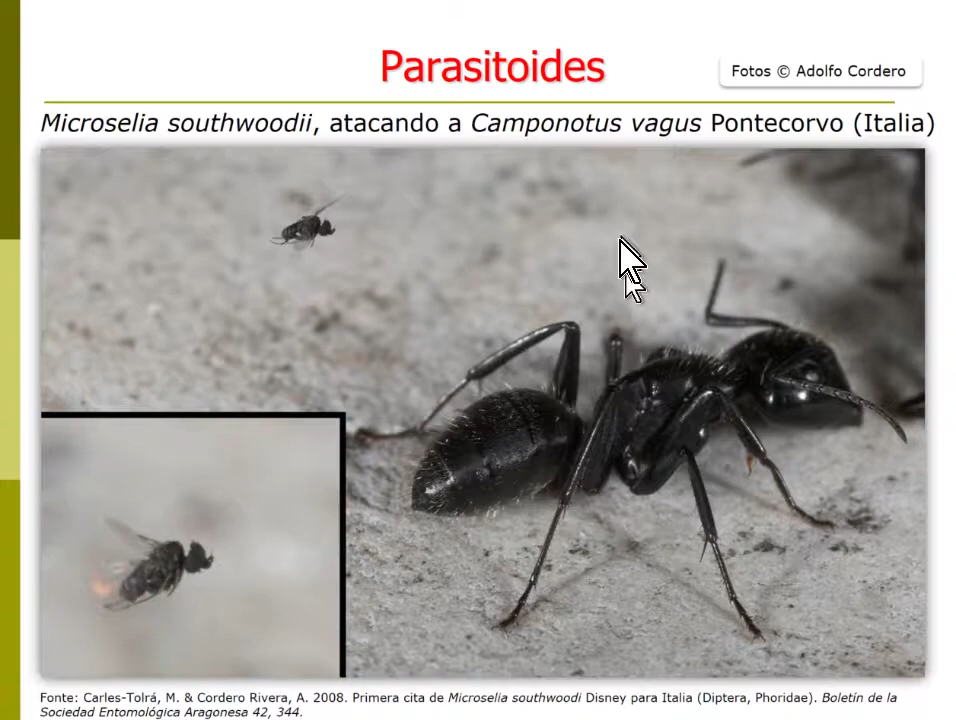 Parasitoides
Fotos © Adolfo Cordero
Microselia southwoodii, atacando a Camponotus vagus Pontecorvo (Italia)
Fonte: Carles-Tolrá, M. & Cordero Rivera, A. 2008. Primera cita de Microselia southwoodi Disney para Italia (Diptera, Phoridae). Boletín de la
Sociedad Entomológica Aragonesa 42, 344.